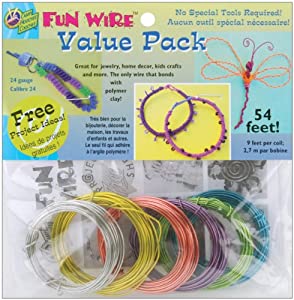 FUN WIRE™
Value Pack
No Special Tools Required!
Aucun outil spécial nécessaire!
24 gauge
Calibre 24
Great for jewelry, home decor, kids crafts
and more. The only wire that bonds
with
polymer
clay!
Free
Project Ideas!
Idées de projets
gratuites !
Très bien pour la
bijouterie, décorer la
maison, les travaux
d'enfants et autres.
Le seul fil qui adhère
à l'argile polymère !
54
feet!
9 feet per coil;
2,7 m par bobine
FUN